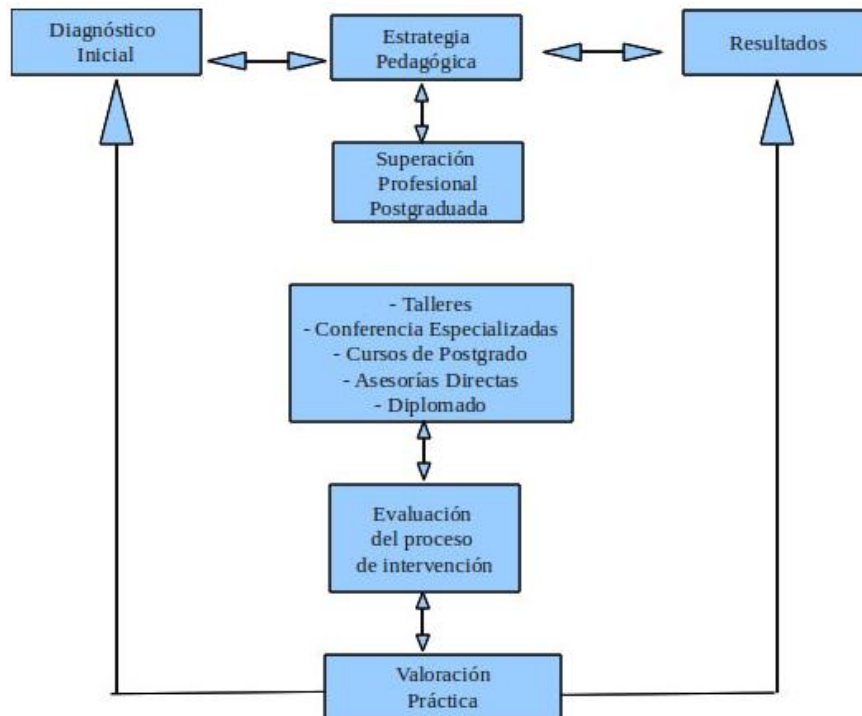 Diagnóstico
Inicial
Estrategia
Pedagógica
Resultados
Superación
Profesional
Postgraduada
- Talleres
- Conferencia Especializadas
- Cursos de Postgrado
- Asesorías Directas
- Diplomado
Evaluación
del proceso
de intervención
Valoración
Práctica